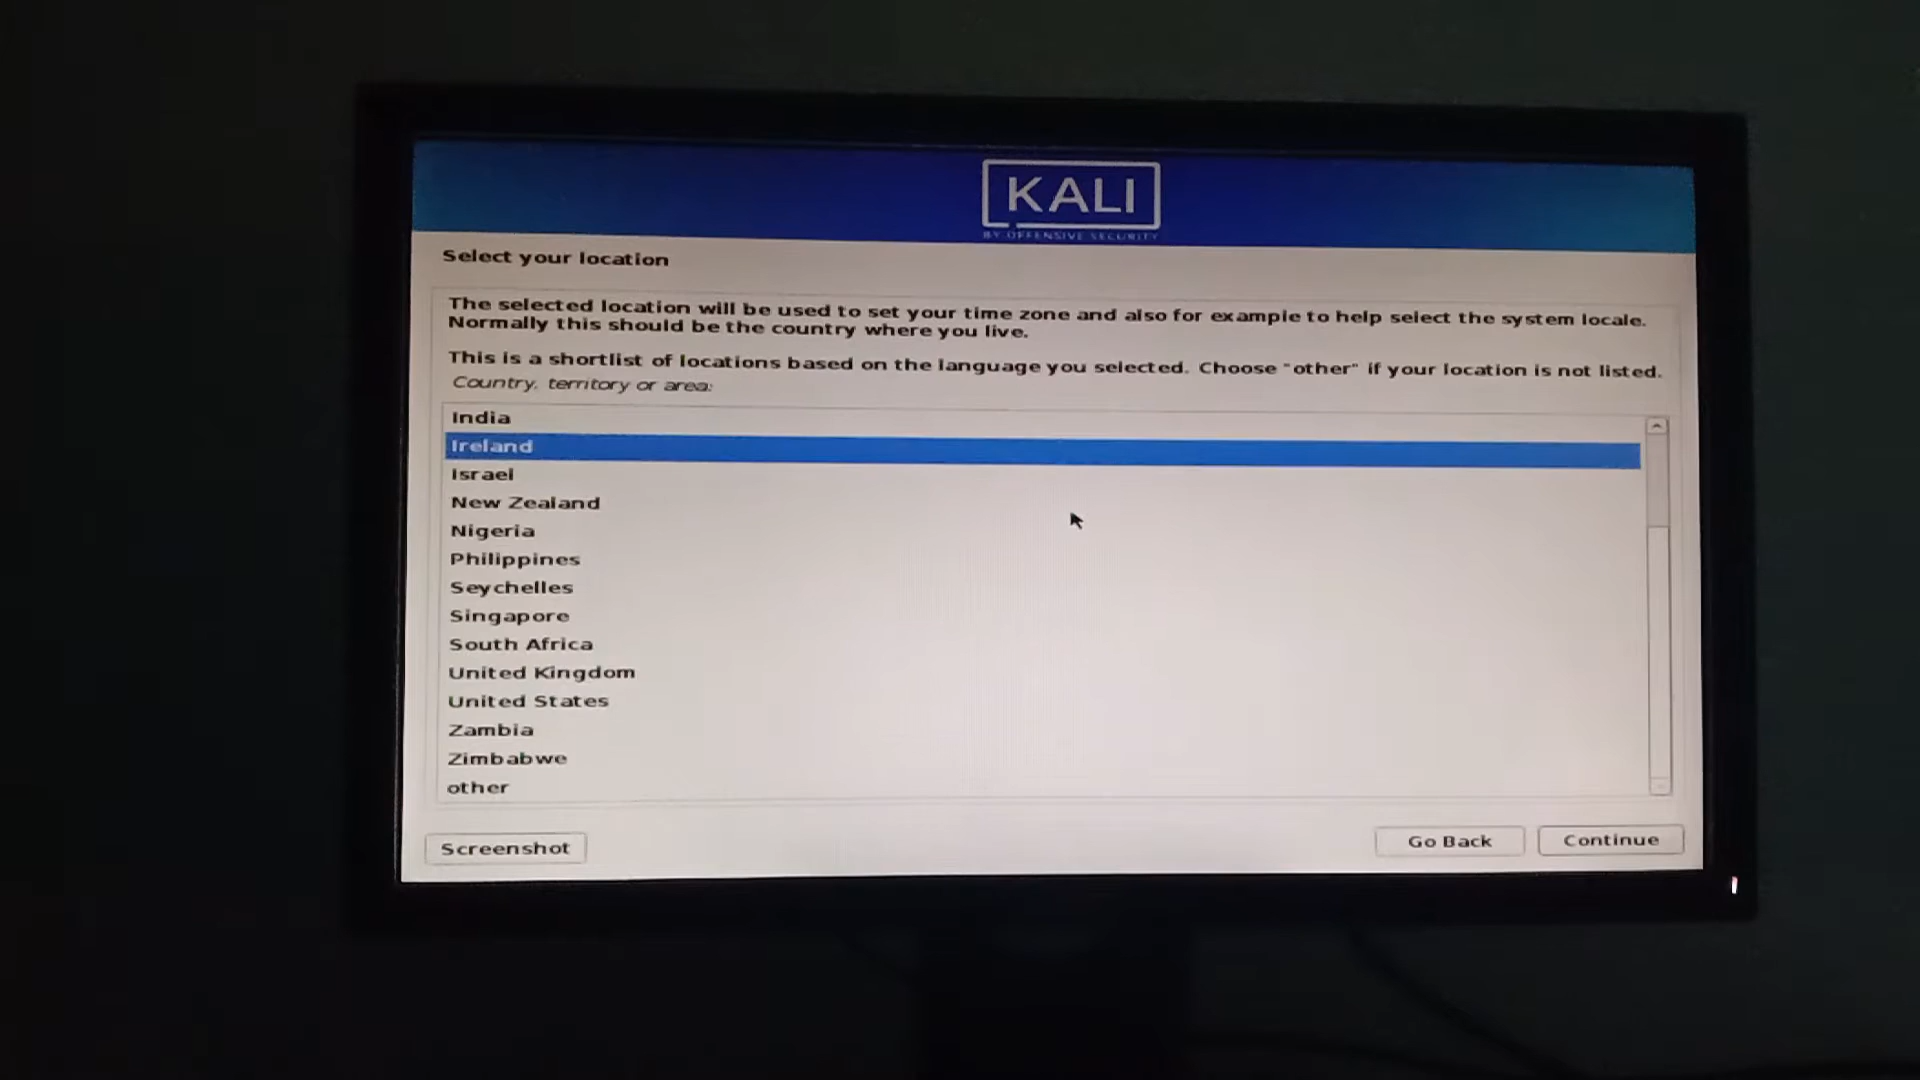 KALI
BY OFFENSIVE SECURITY
Select your location
The selected location will be used to set your time zone and also for example to help select the system locale.
Normally this should be the country where you live.
This is a shortlist of locations based on the language you selected. Choose "other" if your location is not listed.
Country, territory or area:
India
Ireland
Israel
New Zealand
Nigeria
Philippines
Seychelles
Singapore
South Africa
United Kingdom
United States
Zambia
Zimbabwe
other
Screenshot
Go Back
Continue